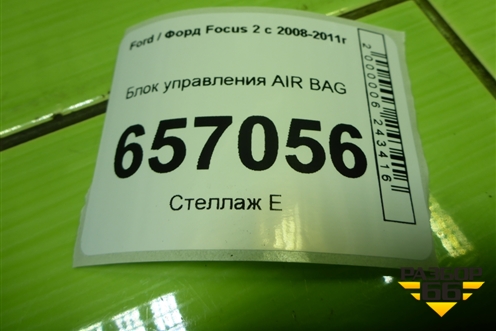 Ford / Форд Focus 2 с 2008-2011г
Блок управления AIR BAG
657056
Стеллаж E
2000006243416
РАЗБОР
66